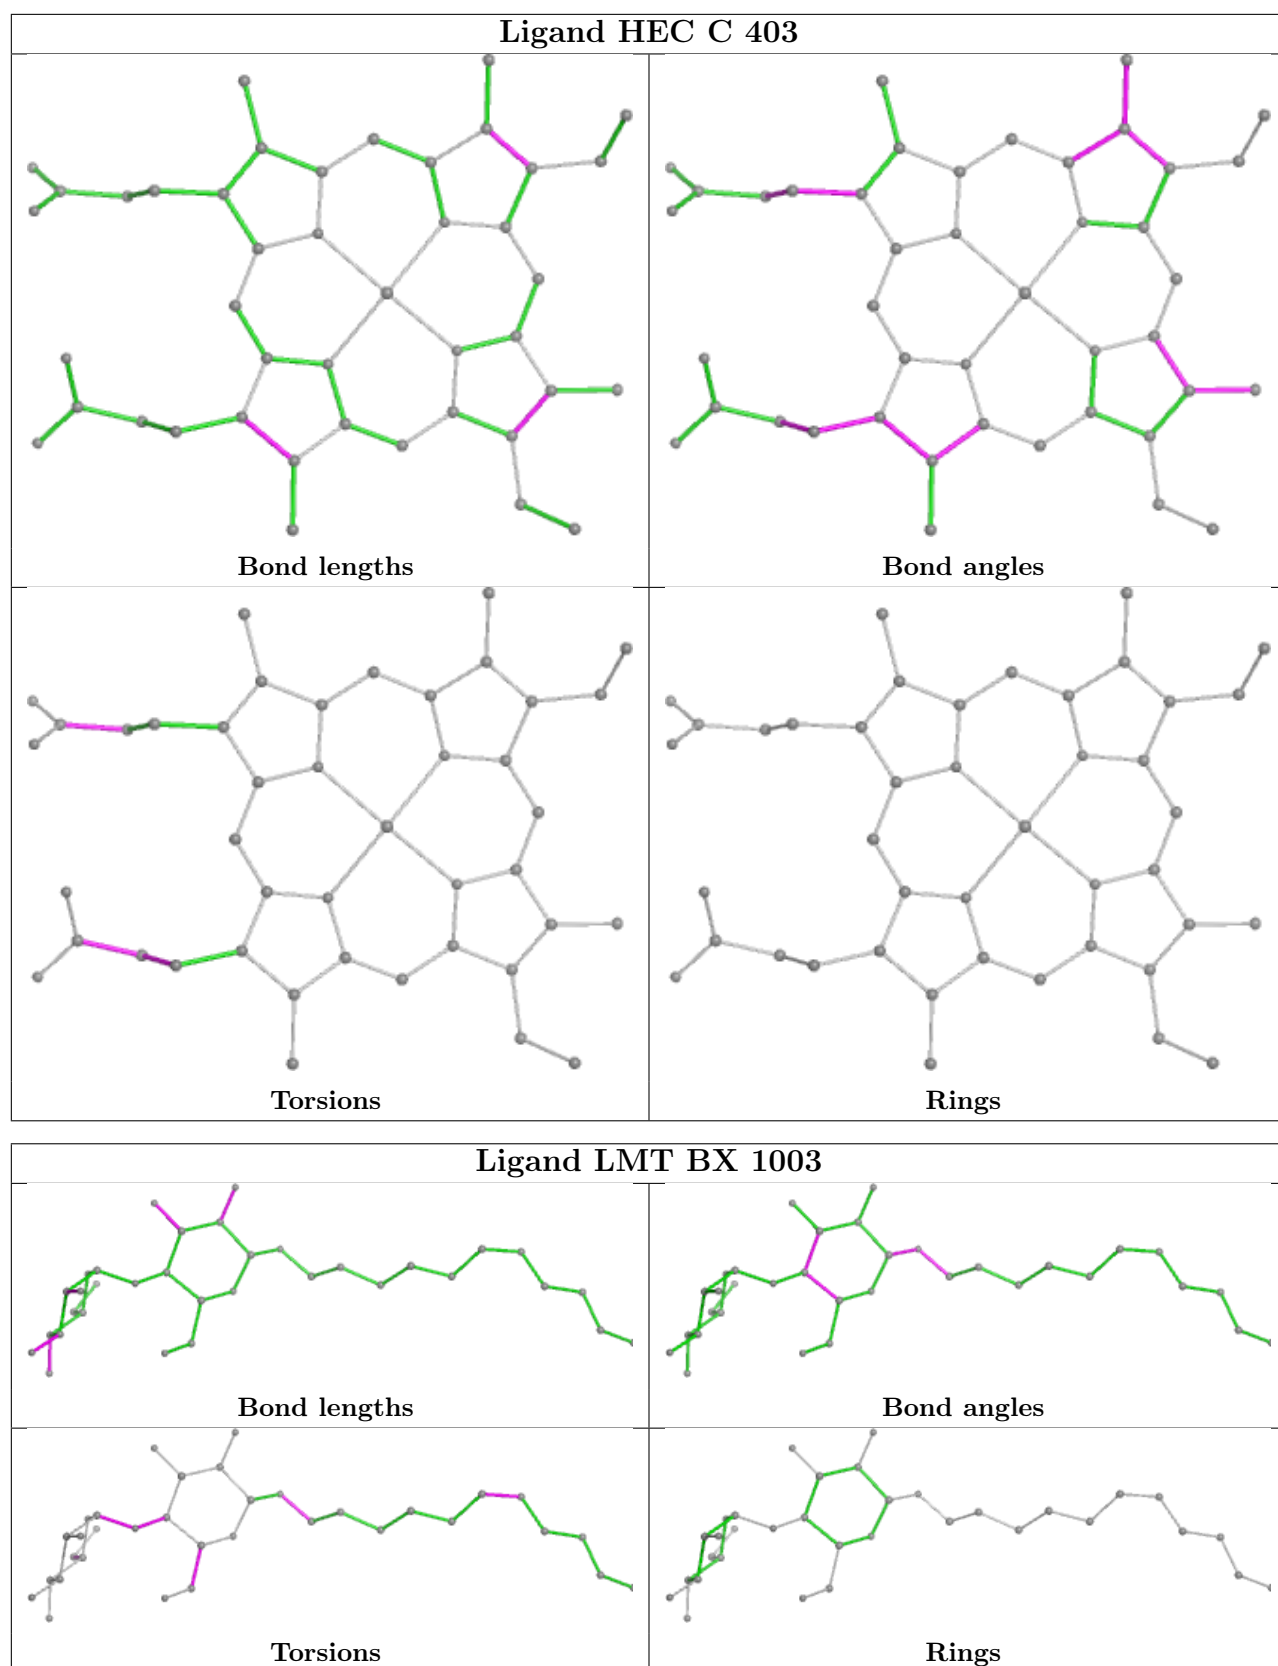 Ligand HEC C 403
Bond lengths
Bond angles
Torsions
Rings
Ligand LMT BX 1003
Bond lengths
Bond angles
Torsions
Rings